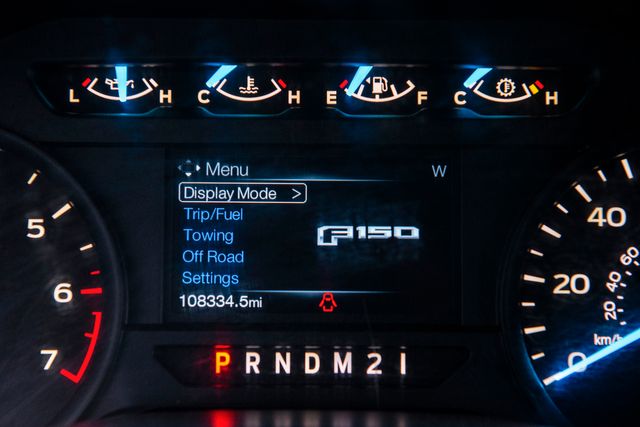 L H C H E F C H
Menu W
Display Mode >
Trip/Fuel
Towing
F150
Off Road
Settings
108334.5mi
P R N D M 2 1
5
6
7
40
20
0
60
40
20
km/h